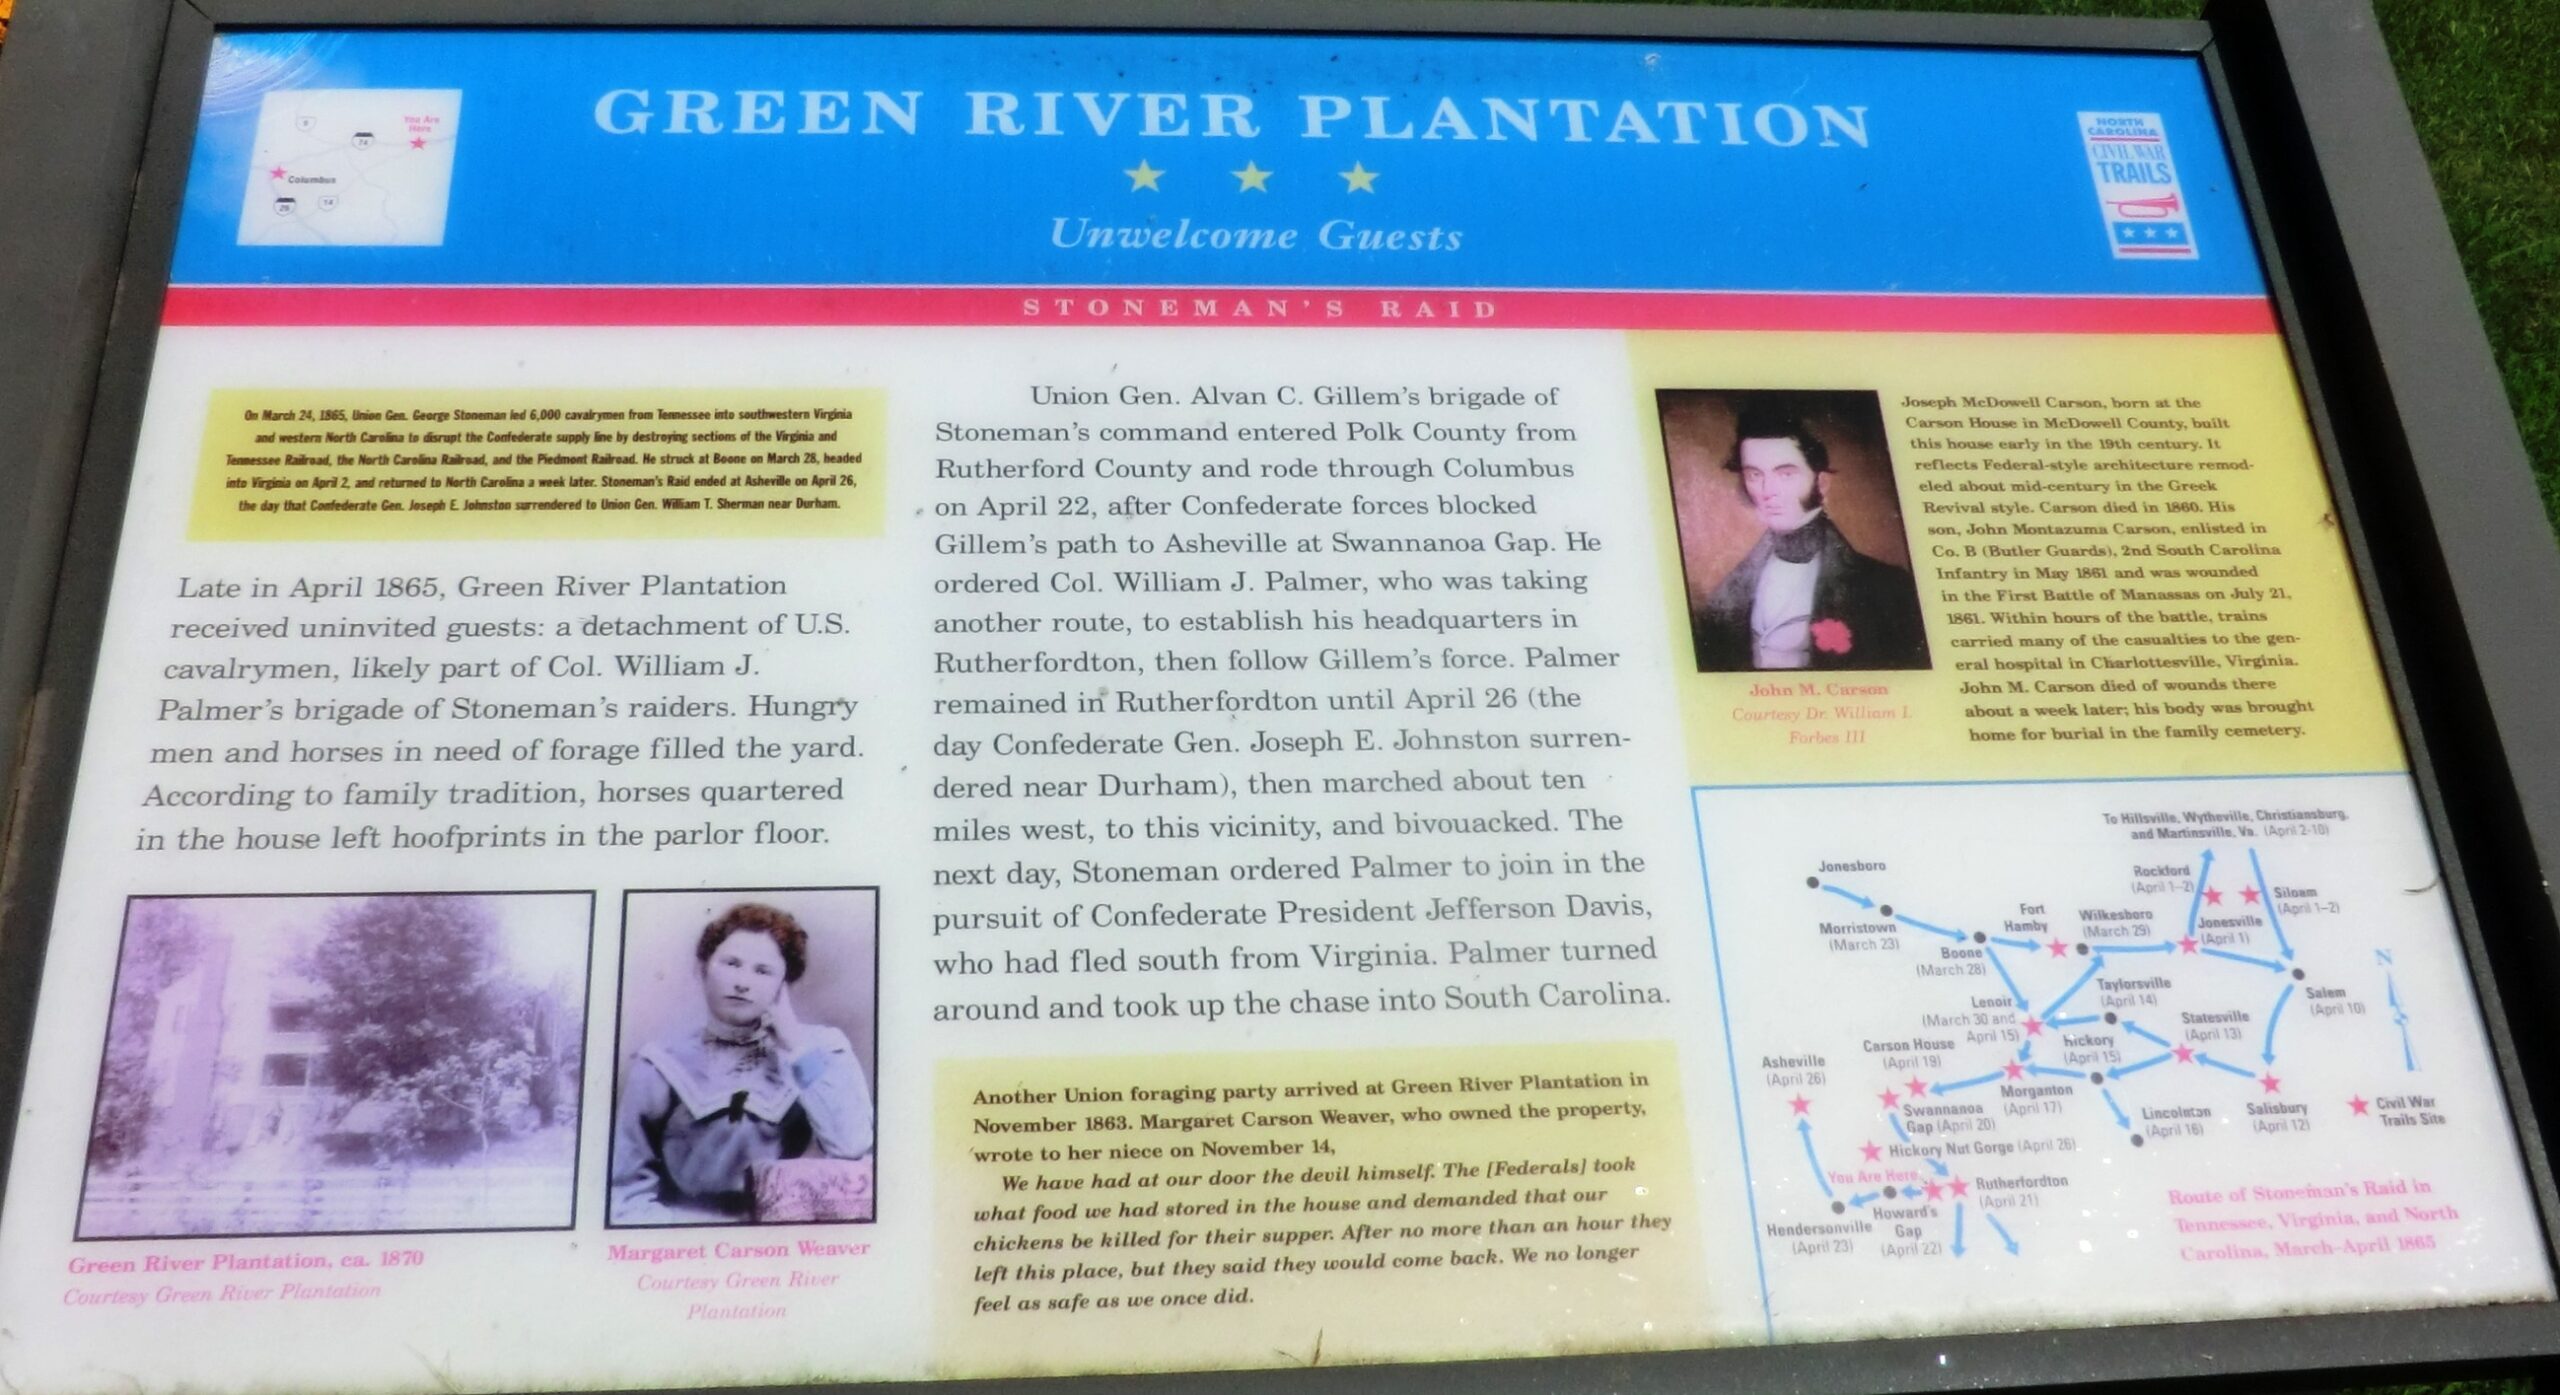 GREEN RIVER PLANTATION
Unwelcome Guests
You Are
Here
74
Columbus
26
NORTH
CAROLINA
CIVIL WAR
TRAILS
STONEMAN'S RAID
On March 24, 1865, Union Gen. George Stoneman led 6,000 cavalrymen from Tennessee into southwestern Virginia
and western North Carolina to disrupt the Confederate supply line by destroying sections of the Virginia and
Tennessee Railroad, the North Carolina Railroad, and the Piedmont Railroad. He struck at Boone on March 28, headed
into Virginia on April 2, and returned to North Carolina a week later. Stoneman's Raid ended at Asheville on April 26,
the day that Confederate Gen. Joseph E. Johnston surrendered to Union Gen. William T. Sherman near Durham.
Late in April 1865, Green River Plantation
received uninvited guests: a detachment of U.S.
cavalrymen, likely part of Col. William J.
Palmer's brigade of Stoneman's raiders. Hungry
men and horses in need of forage filled the yard.
According to family tradition, horses quartered
in the house left hoofprints in the parlor floor.
Green River Plantation, ca. 1870
Courtesy Green River Plantation
Margaret Carson Weaver
Courtesy Green River
Plantation
Union Gen. Alvan C. Gillem's brigade of
Stoneman's command entered Polk County from
Rutherford County and rode through Columbus
on April 22, after Confederate forces blocked
Gillem's path to Asheville at Swannanoa Gap. He
ordered Col. William J. Palmer, who was taking
another route, to establish his headquarters in
Rutherfordton, then follow Gillem's force. Palmer
remained in Rutherfordton until April 26 (the
day Confederate Gen. Joseph E. Johnston surren-
dered near Durham), then marched about ten
miles west, to this vicinity, and bivouacked. The
next day, Stoneman ordered Palmer to join in the
pursuit of Confederate President Jefferson Davis,
who had fled south from Virginia. Palmer turned
around and took up the chase into South Carolina.
Another Union foraging party arrived at Green River Plantation in
November 1863. Margaret Carson Weaver, who owned the property,
wrote to her niece on November 14,
We have had at our door the devil himself. The [Federals] took
what food we had stored in the house and demanded that our
chickens be killed for their supper. After no more than an hour they
left this place, but they said they would come back. We no longer
feel as safe as we once did.
John M. Carson
Courtesy Dr. William I.
Forbes III
Joseph McDowell Carson, born at the
Carson House in McDowell County, built
this house early in the 19th century. It
reflects Federal-style architecture remod-
eled about mid-century in the Greek
Revival style. Carson died in 1860. His
son, John Montazuma Carson, enlisted in
Co. B (Butler Guards), 2nd South Carolina
Infantry in May 1861 and was wounded
in the First Battle of Manassas on July 21,
1861. Within hours of the battle, trains
carried many of the casualties to the gen-
eral hospital in Charlottesville, Virginia.
John M. Carson died of wounds there
about a week later; his body was brought
home for burial in the family cemetery.
To Hillsville, Wytheville, Christiansburg,
and Martinsville, Va. (April 2-10)
Jonesboro
Rockford
(April 1-2)
Siloam
(April 1-2)
Morristown
(March 23)
Boone
(March 28)
Fort
Hamby
Wilkesboro
(March 29)
Jonesville
(April 1)
N
Salem
(April 10)
Taylorsville
(April 14)
Lenoir
(March 30 and
April 15)
Statesville
(April 13)
Hickory
(April 15)
Carson House
(April 19)
Asheville
(April 26)
Morganton
(April 17)
Swannanoa
Gap (April 20)
Lincolnton
(April 16)
Salisbury
(April 12)
Civil War
Trails Site
Hickory Nut Gorge (April 26)
You Are Here
Rutherfordton
(April 21)
Howard's
Gap
(April 22)
Hendersonville
(April 23)
Route of Stoneman's Raid in
Tennessee, Virginia, and North
Carolina, March-April 1865